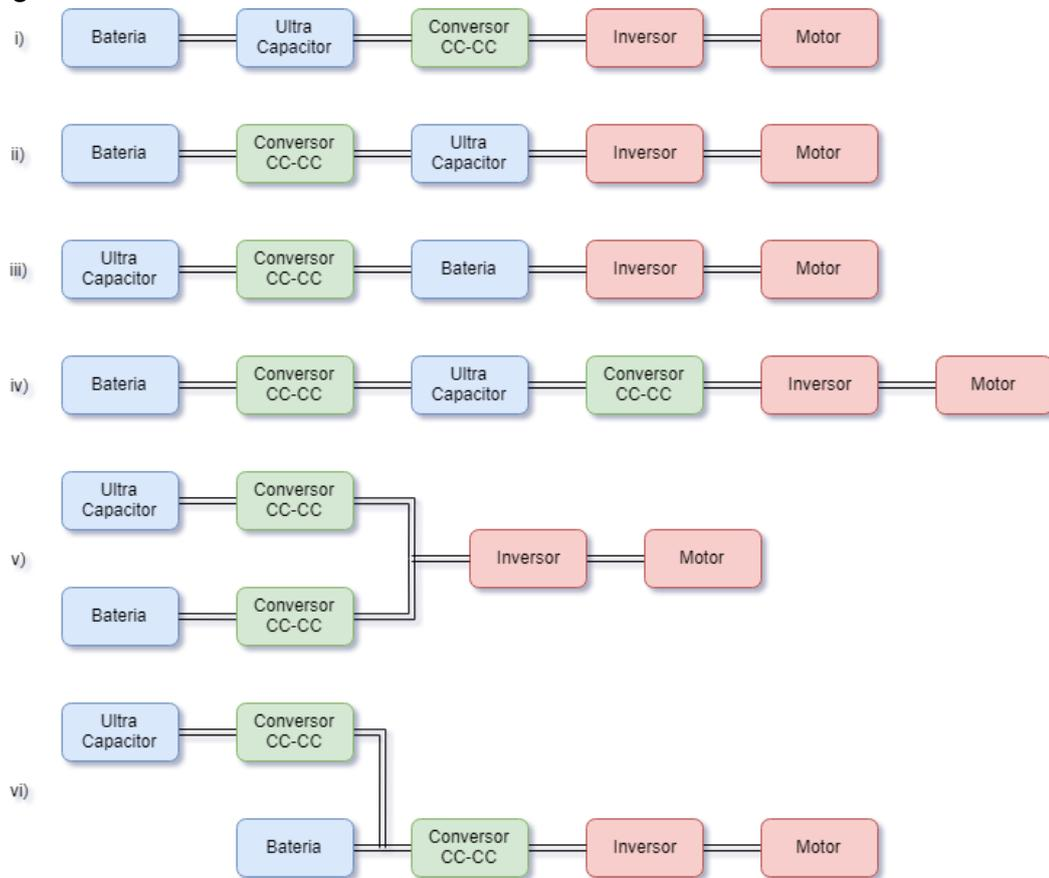 i)
Bateria
Ultra
Capacitor
Conversor
CC-CC
Inversor
Motor
ii)
Bateria
Conversor
CC-CC
Ultra
Capacitor
Inversor
Motor
iii)
Ultra
Capacitor
Conversor
CC-CC
Bateria
Inversor
Motor
iv)
Bateria
Conversor
CC-CC
Ultra
Capacitor
Conversor
CC-CC
Inversor
Motor
v)
Ultra
Capacitor
Conversor
CC-CC
Bateria
Conversor
CC-CC
Inversor
Motor
vi)
Ultra
Capacitor
Conversor
CC-CC
Bateria
Conversor
CC-CC
Inversor
Motor